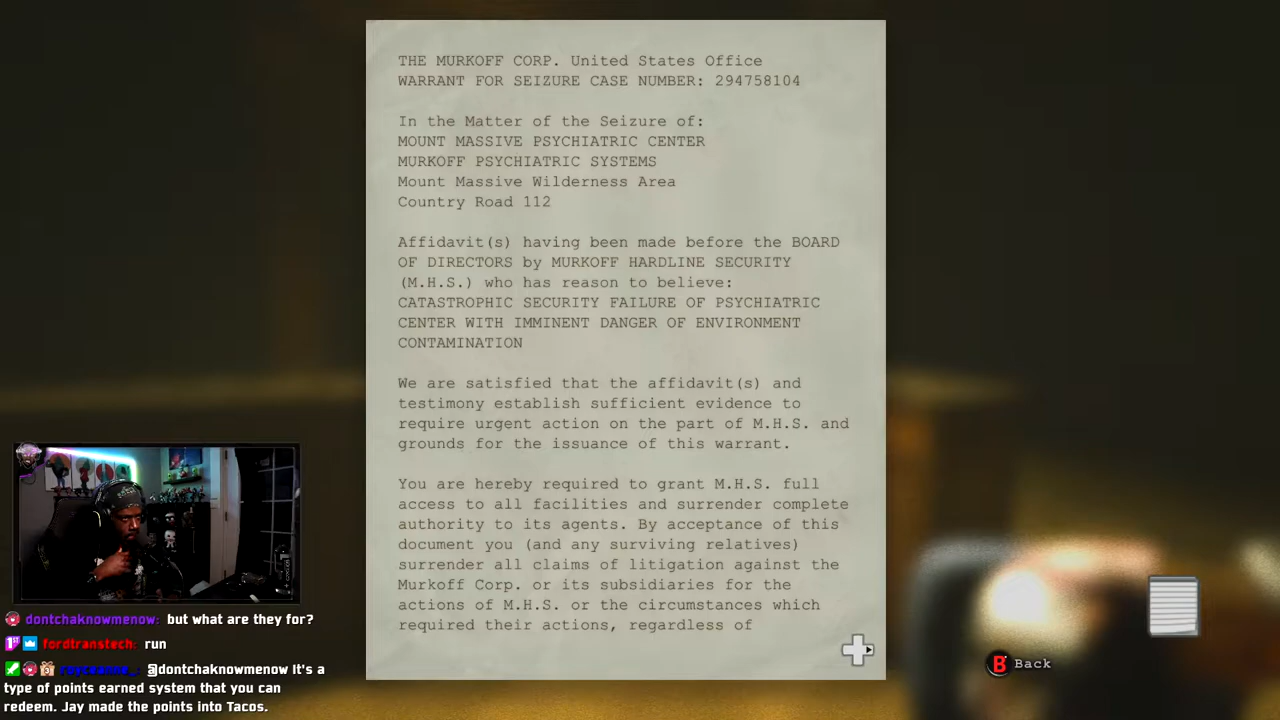 THE MURKOFF CORP. United States Office
WARRANT FOR SEIZURE CASE NUMBER: 294758104
In the Matter of the Seizure of:
MOUNT MASSIVE PSYCHIATRIC CENTER
MURKOFF PSYCHIATRIC SYSTEMS
Mount Massive Wilderness Area
Country Road 112
Affidavit(s) having been made before the BOARD
OF DIRECTORS by MURKOFF HARDLINE SECURITY
(M.H.S.) who has reason to believe:
CATASTROPHIC SECURITY FAILURE OF PSYCHIATRIC
CENTER WITH IMMINENT DANGER OF ENVIRONMENT
CONTAMINATION
We are satisfied that the affidavit(s) and
testimony establish sufficient evidence to
require urgent action on the part of M.H.S. and
grounds for the issuance of this warrant.
You are hereby required to grant M.H.S. full
access to all facilities and surrender complete
authority to its agents. By acceptance of this
document you (and any surviving relatives)
surrender all claims of litigation against the
Murkoff Corp. or its subsidiaries for the
actions of M.H.S. or the circumstances which
required their actions, regardless of
B Back
dontchaknowmenow: but what are they for?
1st fordtranstech: run
@dontchaknowmenow It's a
type of points earned system that you can
redeem. Jay made the points into Tacos.